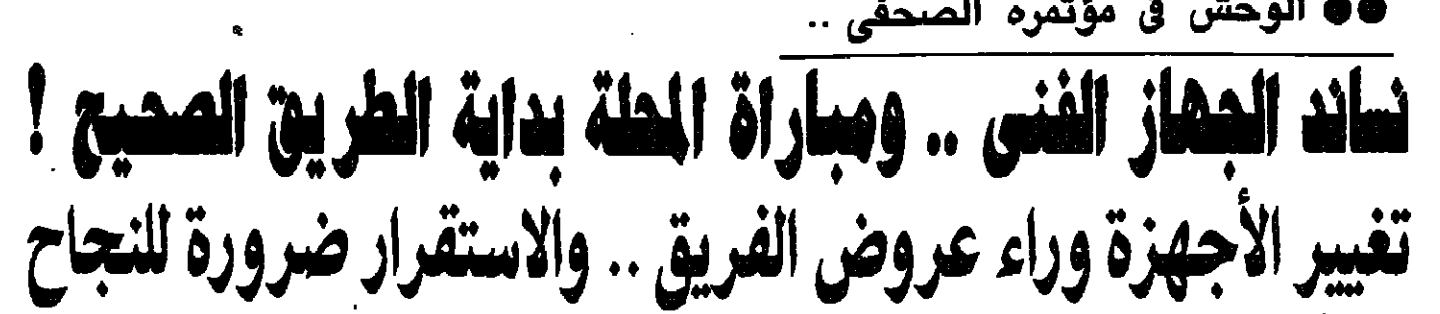 ●● الوحش فى مؤتمره الصحفى ..
نساند الجهاز الفنى .. ومباراة المحلة بداية الطريق الصحيح !
تغيير الأجهزة وراء عروض الفريق .. والاستقرار ضرورة للنجاح